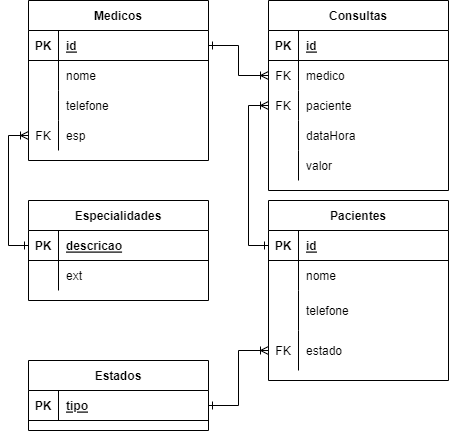 Medicos
PK id
nome
telefone
FK esp
Consultas
PK id
FK medico
FK paciente
dataHora
valor
Especialidades
PK descricao
ext
Pacientes
PK id
nome
telefone
FK estado
Estados
PK tipo